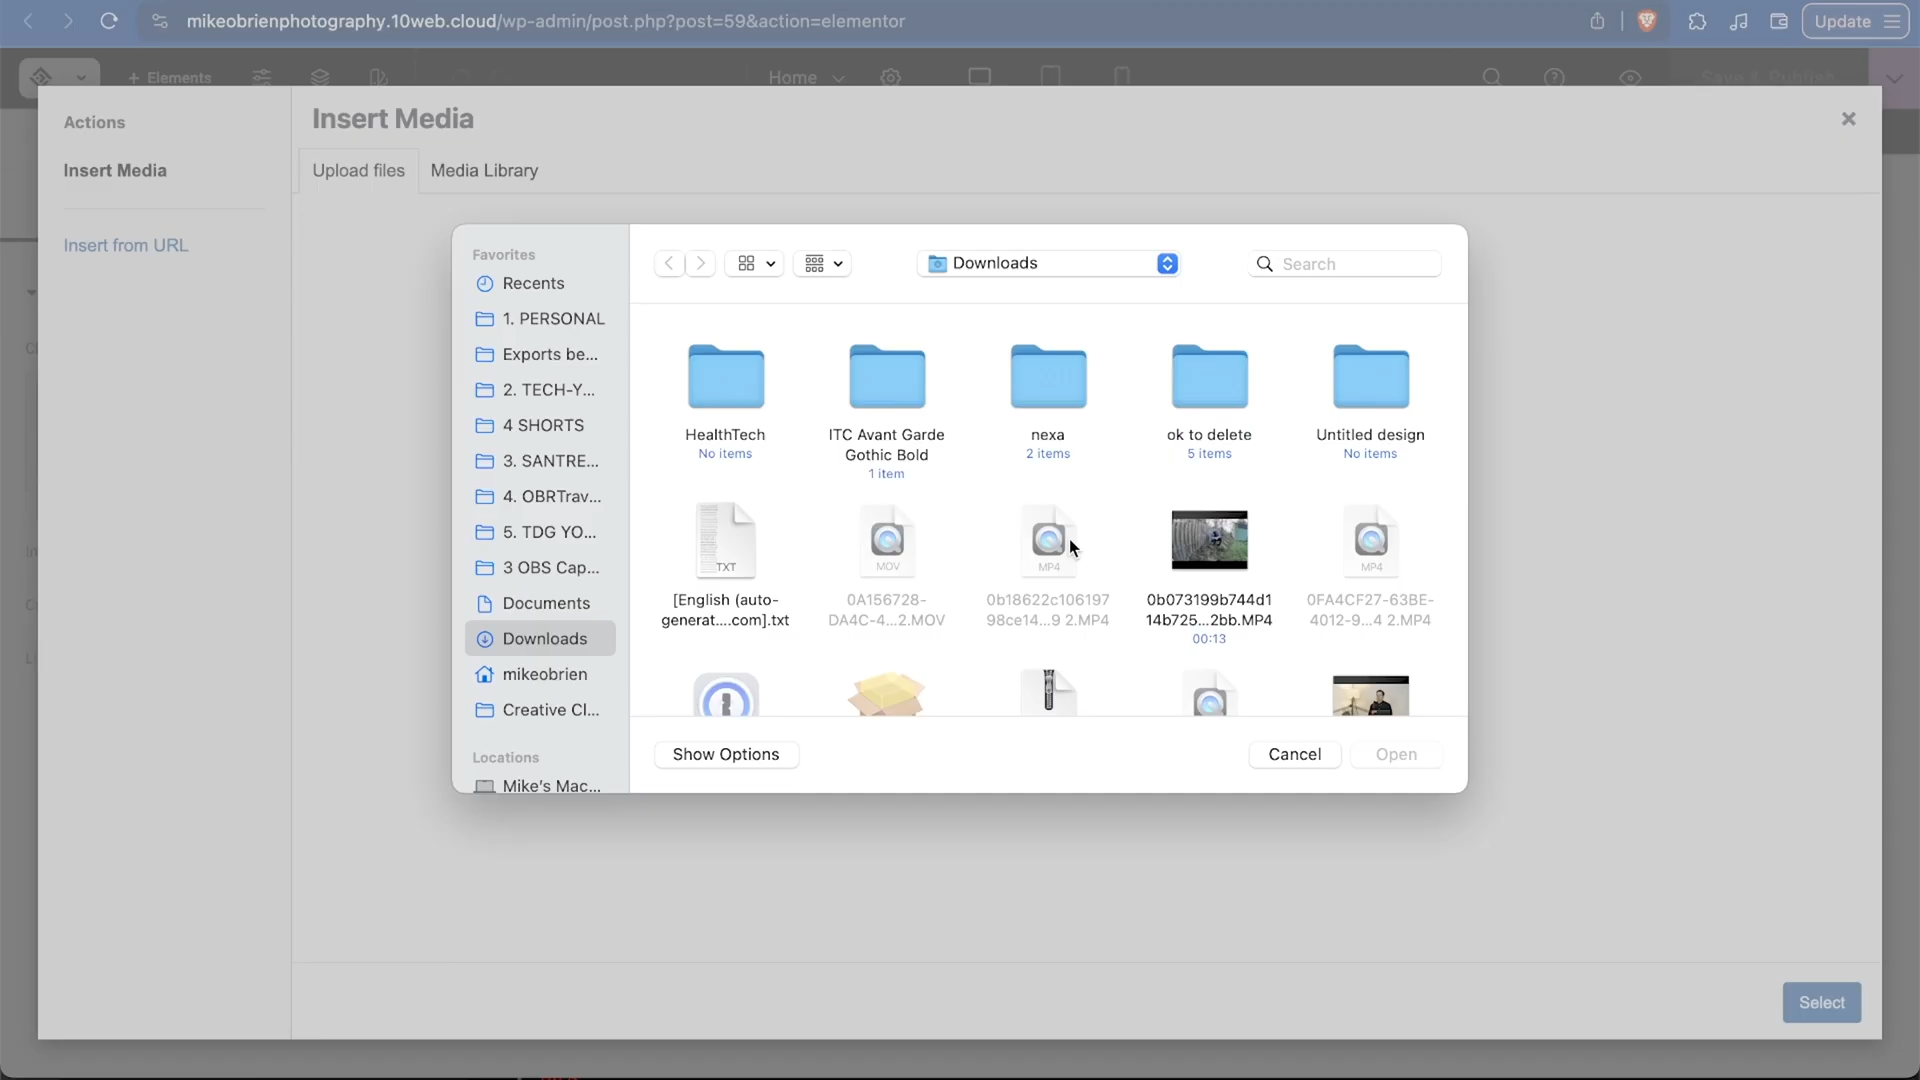 mikeobrienphotography.10web.cloud/wp-admin/post.php?post=59&action=elementor
Update
+ Elements
Home
Save & Publish
Actions
Insert Media
Insert from URL
Insert Media
Upload files
Media Library
Favorites
Recents
1. PERSONAL
Exports be...
2. TECH-Y...
4 SHORTS
3. SANTRE...
4. OBRTrav...
5. TDG YO...
3 OBS Cap...
Documents
Downloads
mikeobrien
Creative Cl...
Locations
Mike's Mac...
Downloads
Search
HealthTech
No items
ITC Avant Garde
Gothic Bold
1 item
nexa
2 items
ok to delete
5 items
Untitled design
No items
TXT
[English (auto-
generat....com].txt
MOV
0A156728-
DA4C-4...2.MOV
MP4
0b18622c106197
98ce14...9 2.MP4
0b073199b744d1
14b725...2bb.MP4
00:13
MP4
0FA4CF27-63BE-
4012-9...4 2.MP4
Show Options
Cancel
Open
Select